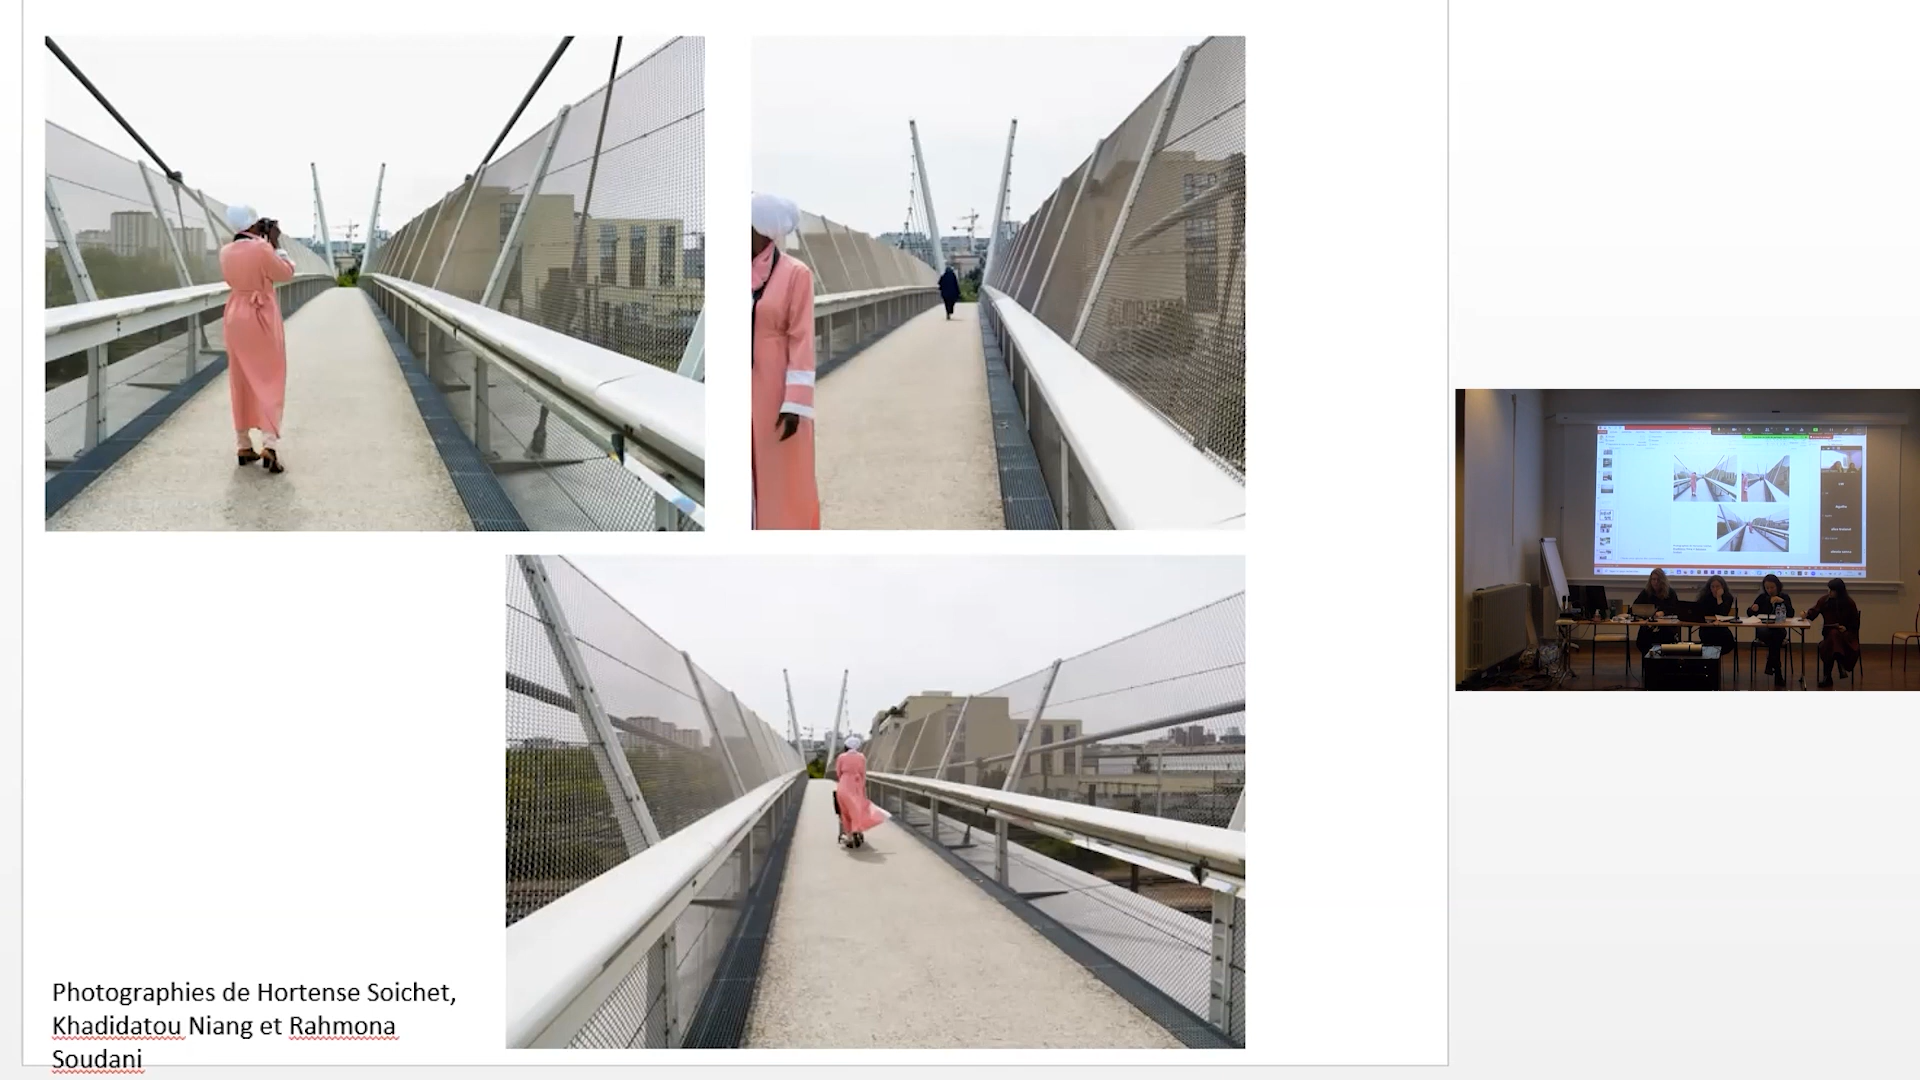 Photographies de Hortense Soichet,
Khadidatou Niang et Rahmona
Soudani